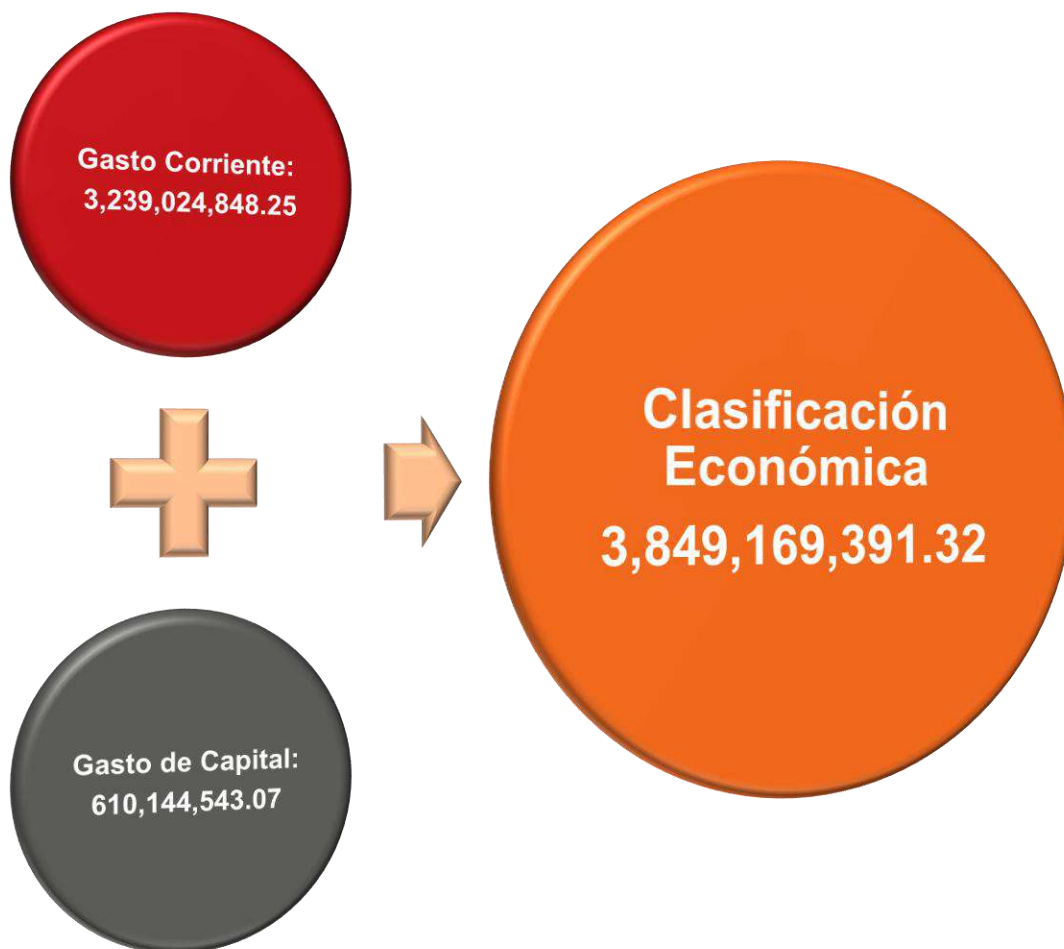 Gasto Corriente:
3,239,024,848.25
Gasto de Capital:
610,144,543.07
Clasificación
Económica
3,849,169,391.32